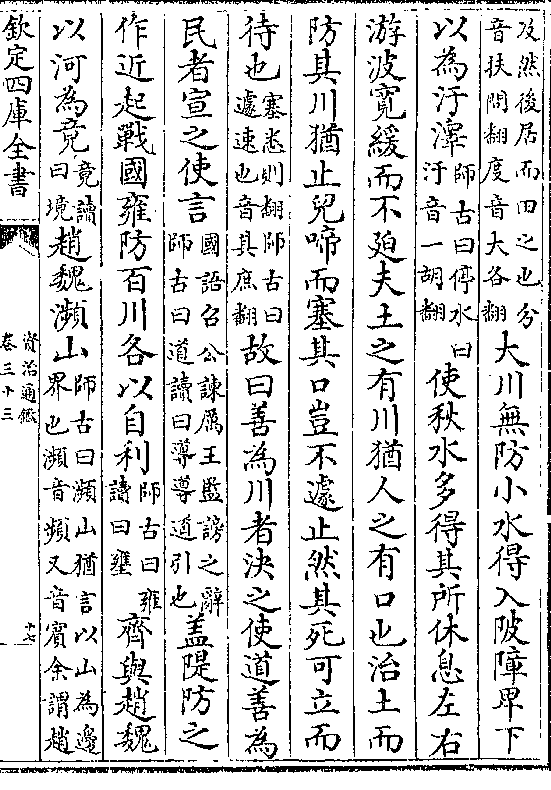 及然後居而田之也分
音扶問翻度音大各翻
大川無防小水得入陂障卑下
以為汙澤
師古曰停水曰
汙音一胡翻
使秋水多得其所休息左右
游波寛緩而不廹夫土之有川猶人之有口也治土而
防其川猶止兒啼而塞其口豈不遽止然其死可立而
待也
塞悉則翻師古曰
遽速也音其庶翻
故曰善為川者決之使道善為
民者宣之使言
國語召公諫厲王監謗之辭
師古曰道讀曰導導道引也
盖隄防之
作近起戰國雍防百川各以自利
師古曰雍
讀曰壅
齊與趙魏
以河為竟
竟讀
曰境
趙魏瀕山
師古曰瀕山猶言以山為邊
界也瀕音頻又音賓余謂趙
欽定四庫全書
資治通鑑
卷三十三
十七